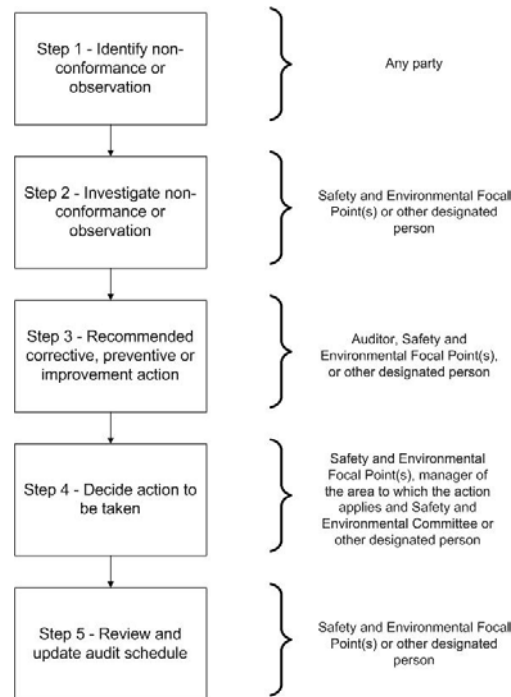 Step 1 - Identify non-
conformance or
observation
Any party
Step 2 - Investigate non-
conformance or
observation
Safety and Environmental Focall
Point(s) or other designated
person
Step 3 - Recommended
corrective, preventive or
improvement action
Auditor, Safety and
Environmental Focal Point(s),
or other designated person
Step 4 - Decide action to
be taken
Safety and Environmental
Focal Point(s), manager of
the area to which the action
applies and Safety and
Environmental Committee or
other designated person
Step 5 - Review and
update audit schedule
Safety and Environmental Focall
Point(s) or other designated
person